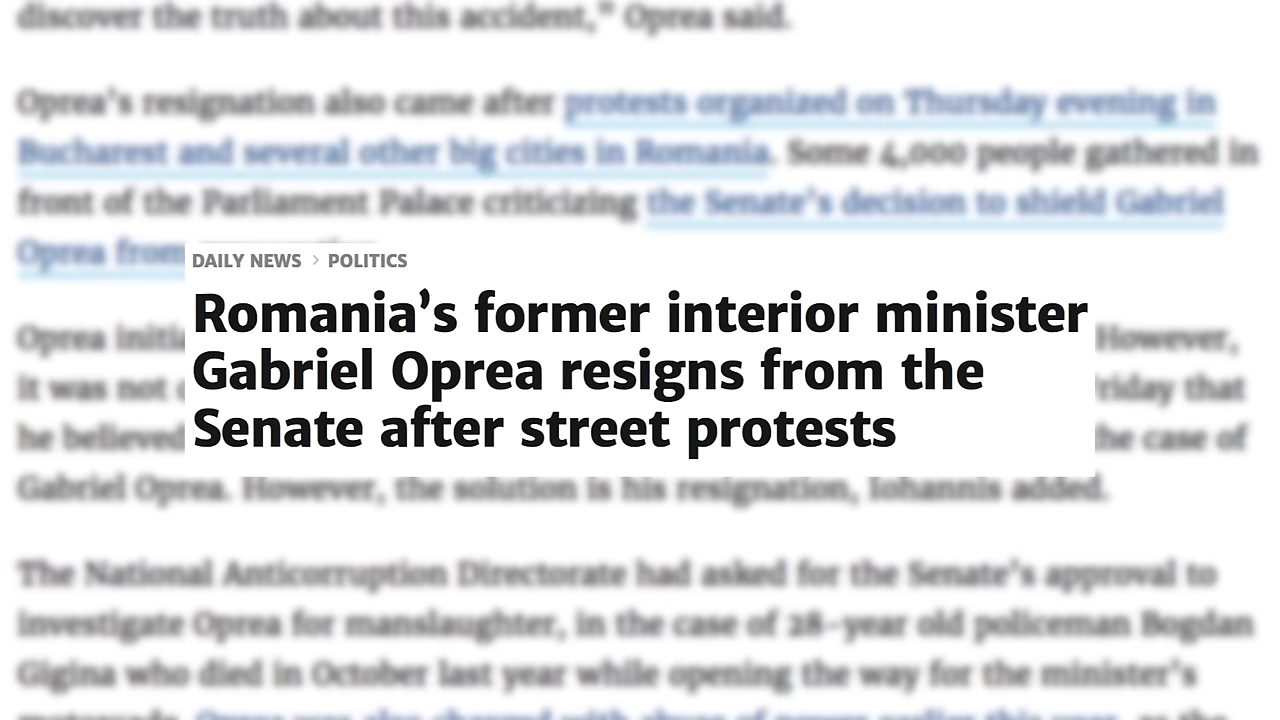 discover the truth about this accident,” Oprea said.
Oprea’s resignation also came after protests organized on Thursday evening in
Bucharest and several other big cities in Romania. Some 4,000 people gathered in
front of the Parliament Palace criticizing the Senate’s decision to shield Gabriel
Oprea from
DAILY NEWS > POLITICS
Romania’s former interior minister
Gabriel Oprea resigns from the
Senate after street protests
Oprea However,
it was not Friday that
he believed the case of
Gabriel Oprea. However, the solution is his resignation, Iohannis added.
The National Anticorruption Directorate had asked for the Senate’s approval to
investigate Oprea for manslaughter, in the case of 28-year old policeman Bogdan
Gigina who died in October last year while opening the way for the minister’s